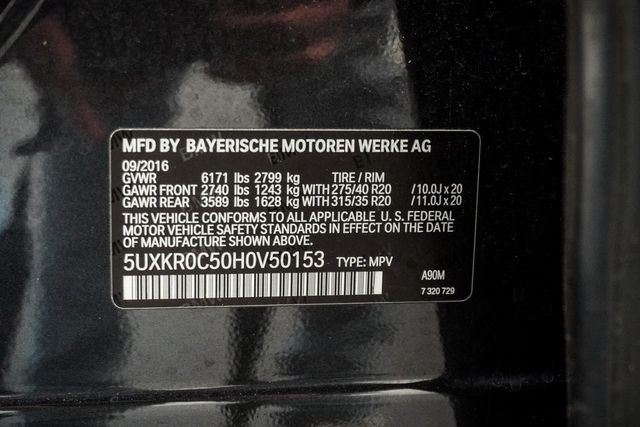 MFD BY BAYERISCHE MOTOREN WERKE AG
09/2016
GVWR 6171 lbs 2799 kg TIRE / RIM
GAWR FRONT 2740 lbs 1243 kg WITH 275/40 R20 /10.0J x 20
GAWR REAR 3589 lbs 1628 kg WITH 315/35 R20 /11.0J x 20
THIS VEHICLE CONFORMS TO ALL APPLICABLE U.S. FEDERAL
MOTOR VEHICLE SAFETY STANDARDS IN EFFECT ON THE DATE
OF MANUFACTURE SHOWN ABOVE.
5UXKR0C50H0V50153 TYPE: MPV
A90M
7 320 729